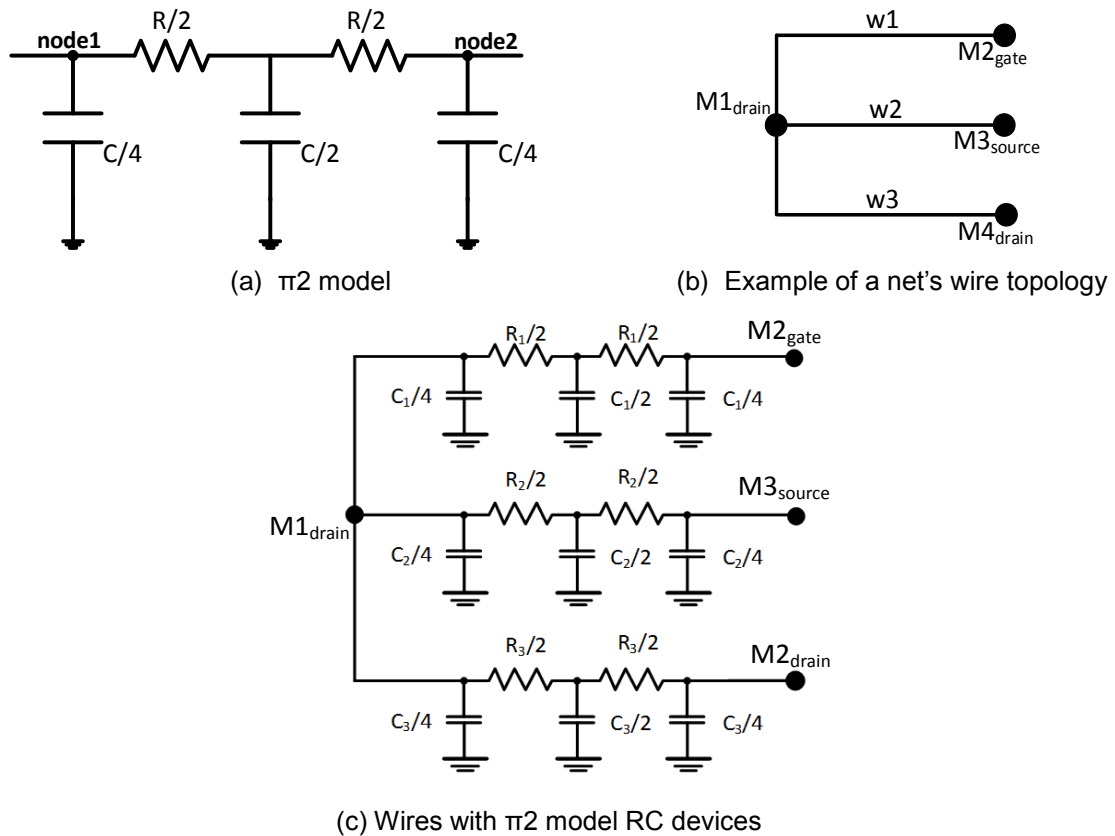 R/2 R/2
node1 node2
C/4 C/2 C/4
(a) π2 model
w1
M2gate
M1drain
w2
M3source
w3
M4drain
(b) Example of a net's wire topology
R1/2 R1/2 M2gate
C1/4 C1/2 C1/4
R2/2 R2/2 M3source
M1drain
C2/4 C2/2 C2/4
R3/2 R3/2 M2drain
C3/4 C3/2 C3/4
(c) Wires with π2 model RC devices